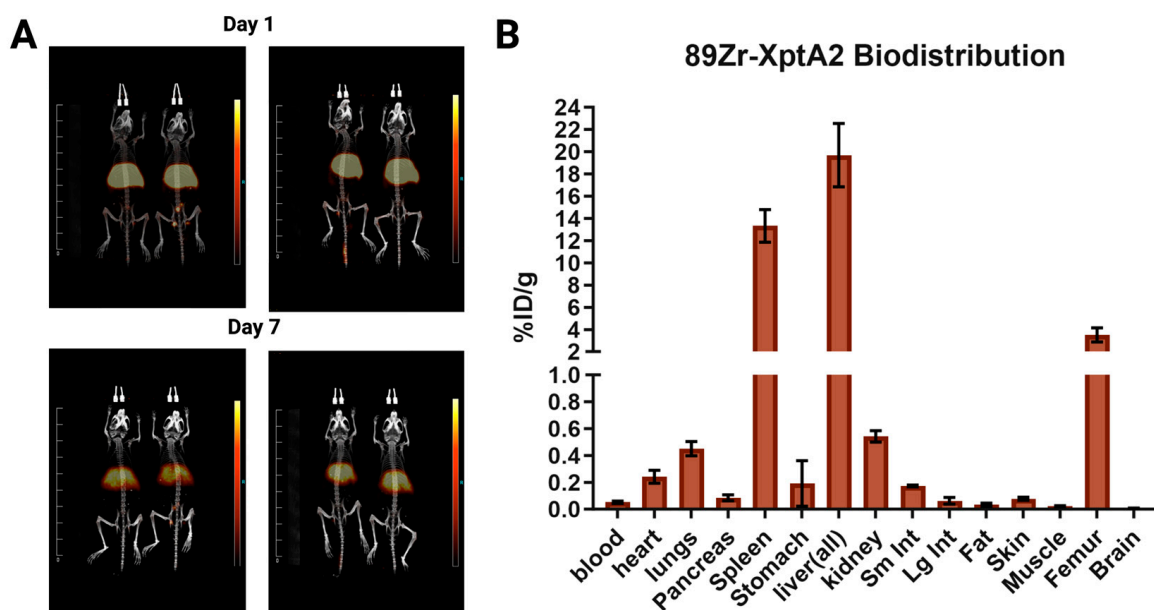 A
Day 1
Day 7
B
89Zr-XptA2 Biodistribution
%ID/g
24
22
20
18
16
14
12
10
8
6
4
2
1.0
0.8
0.6
0.4
0.2
0.0
blood
heart
lungs
Pancreas
Spleen
Stomach
liver(all)
kidney
Sm Int
Lg Int
Fat
Skin
Muscle
Femur
Brain